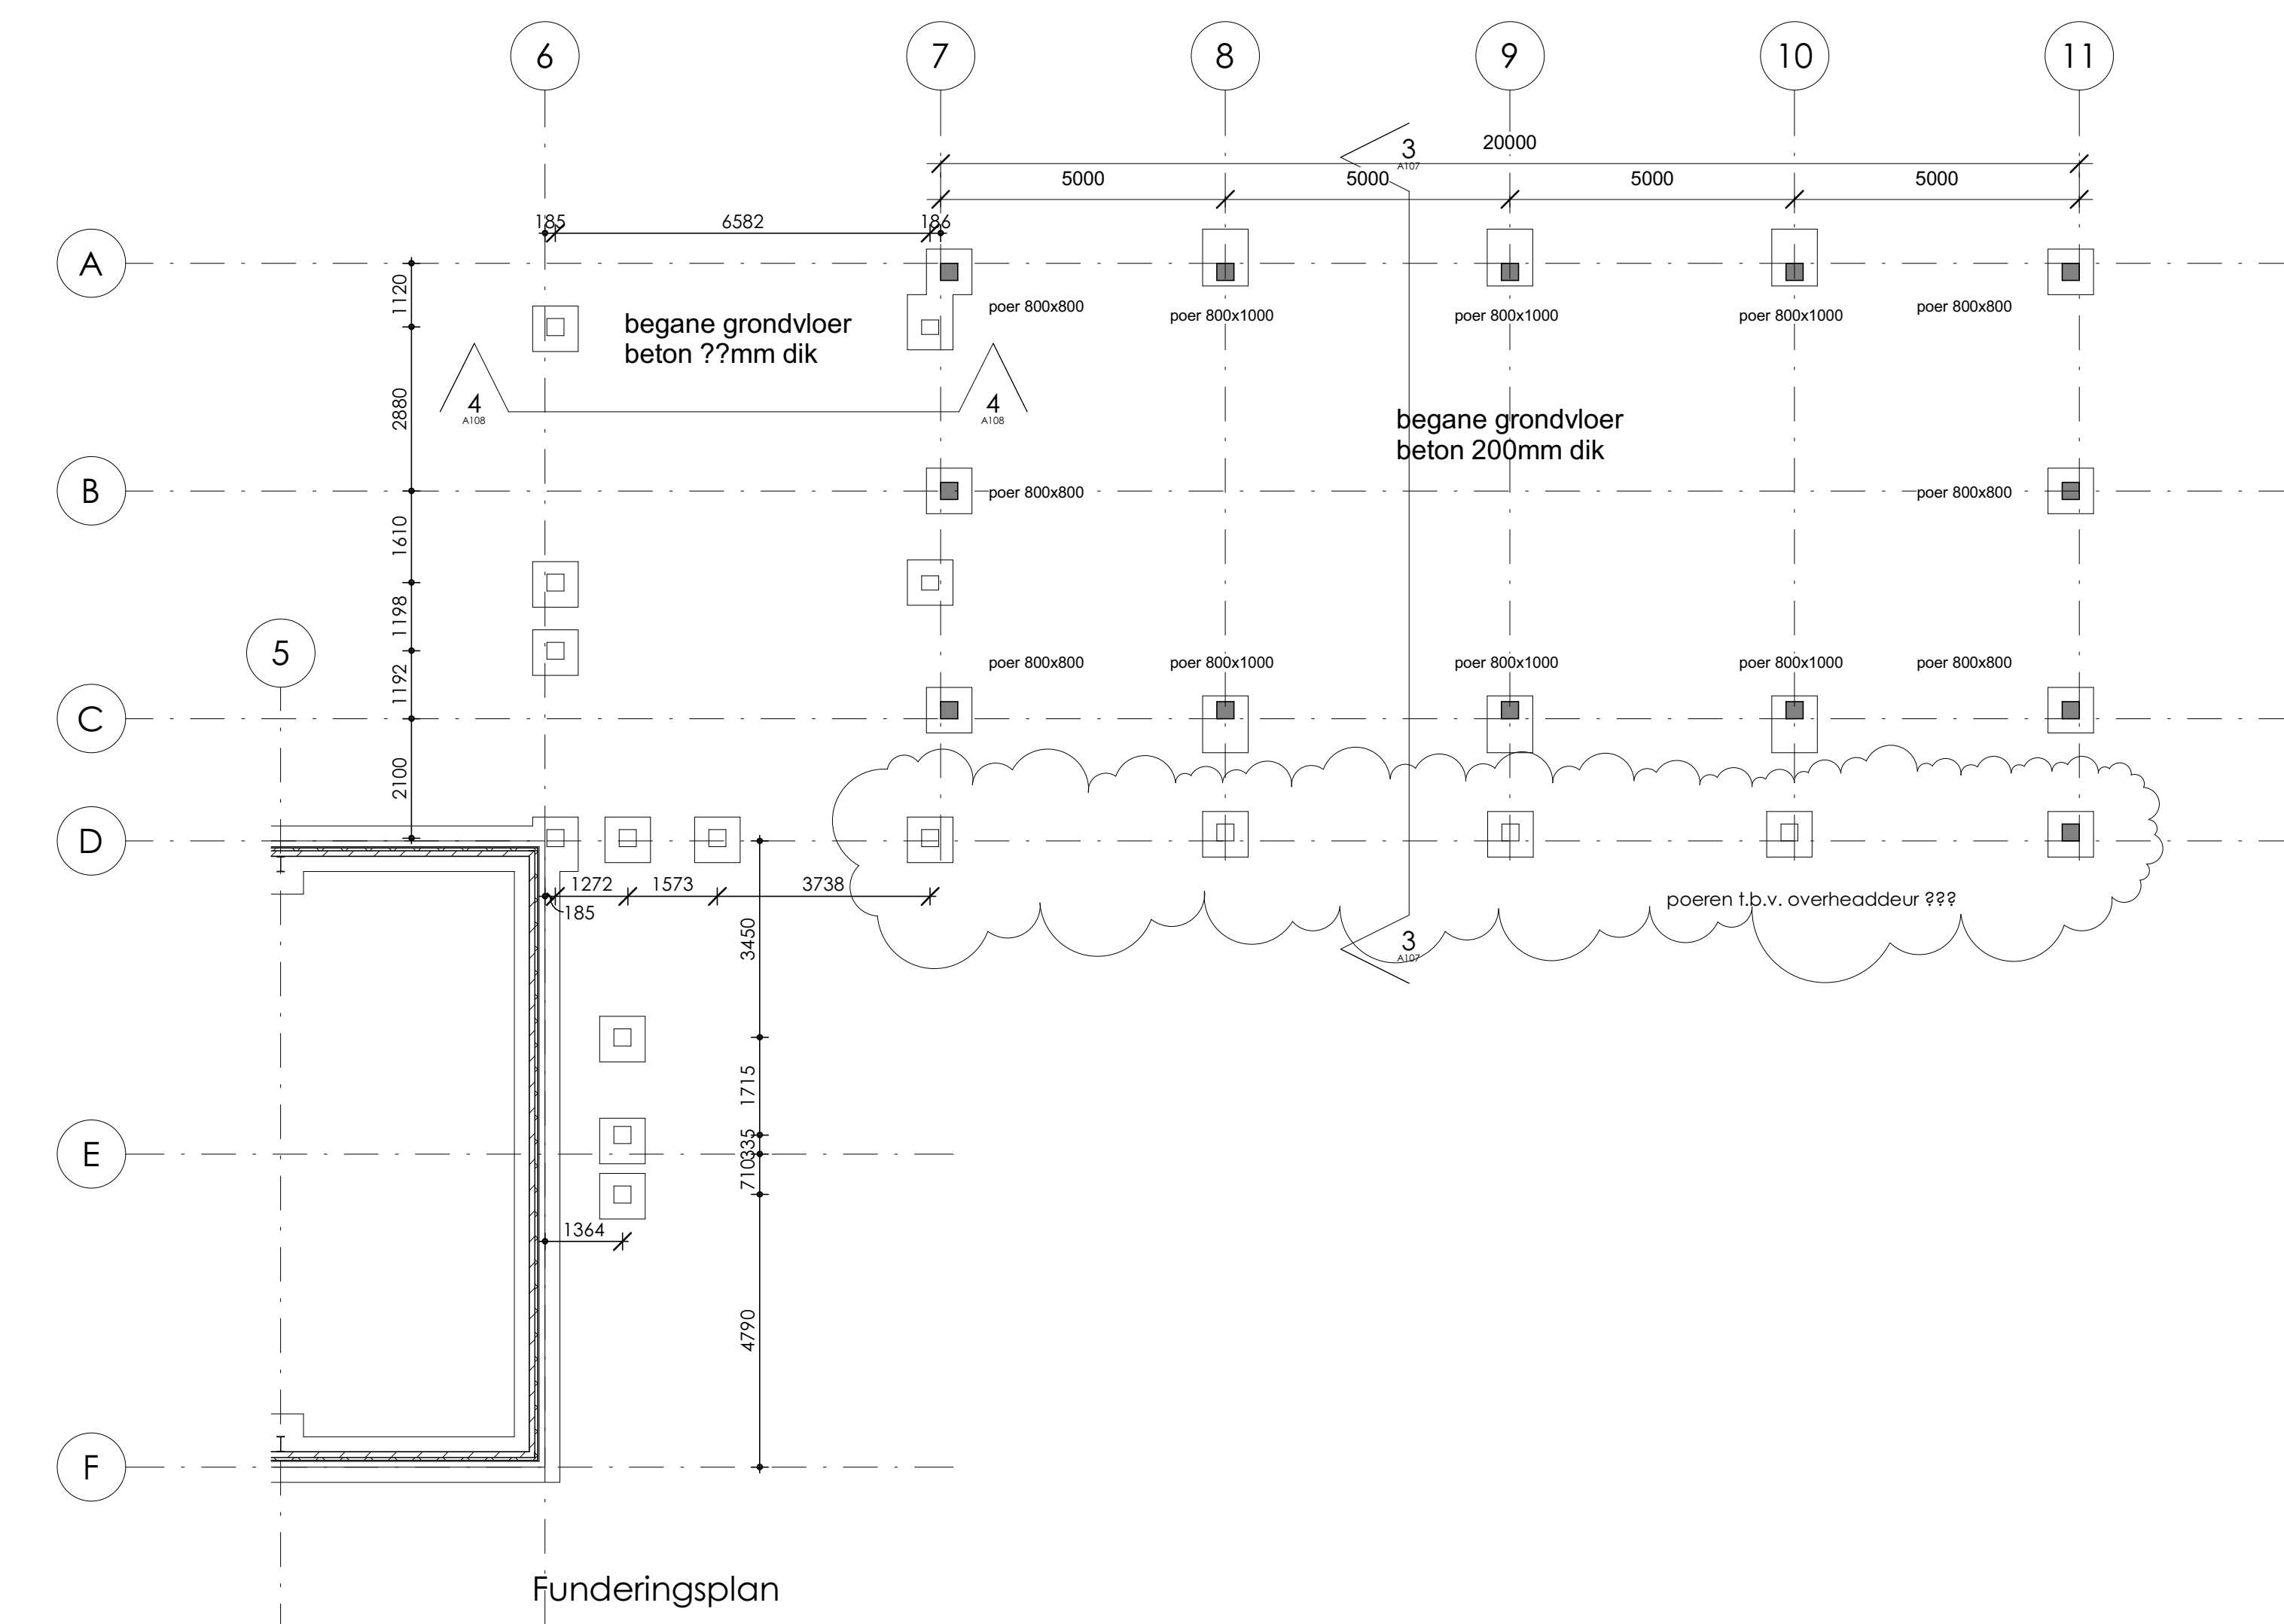 6
7
8
9
10
11
3
A107
20000
5000
5000
5000
5000
185
6582
186
A
1120
begane grondvloer
beton ??mm dik
poer 800x800
poer 800x1000
poer 800x1000
poer 800x1000
poer 800x800
2880
4
A108
4
A108
begane grondvloer
beton 200mm dik
B
poer 800x800
poer 800x800
1610
1198
5
1192
poer 800x800
poer 800x1000
poer 800x1000
poer 800x1000
poer 800x800
C
2100
D
1272
1573
3738
185
poeren t.b.v. overheaddeur ???
3450
3
A107
1715
335
E
710
1364
4790
F
Funderingsplan